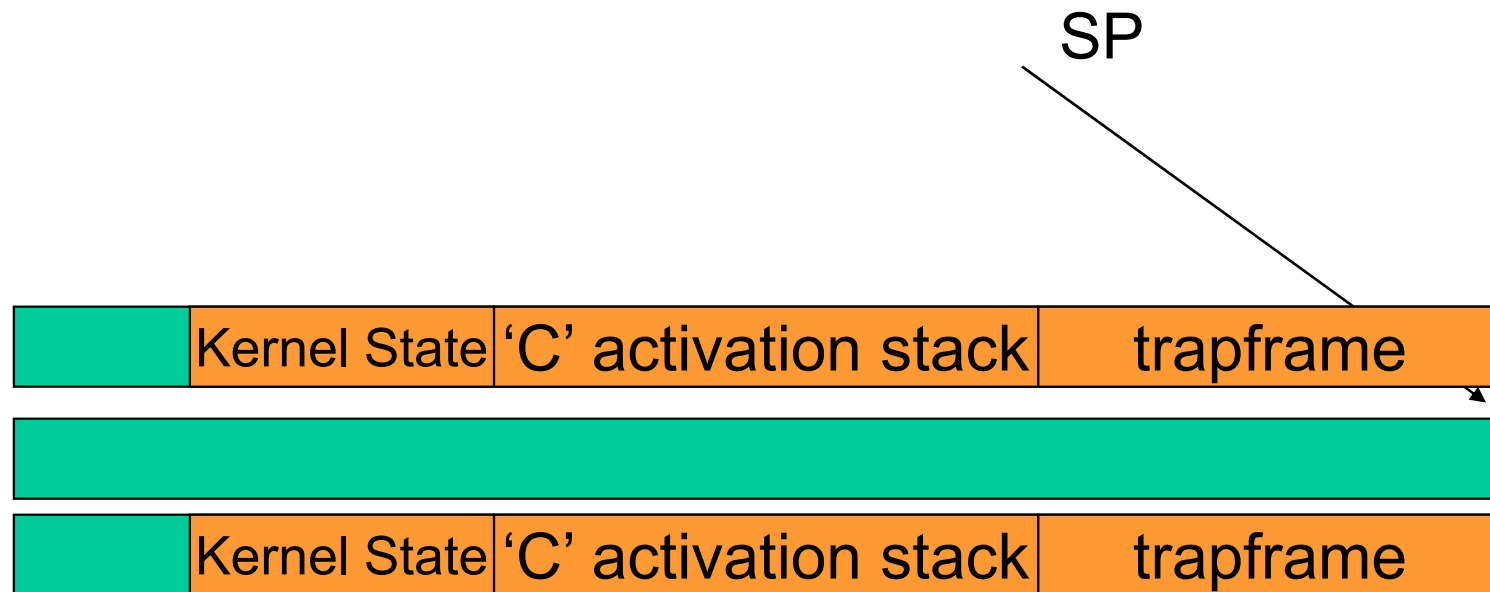 SP
Kernel State ‘C’ activation stack trapframe
Kernel State ‘C’ activation stack trapframe